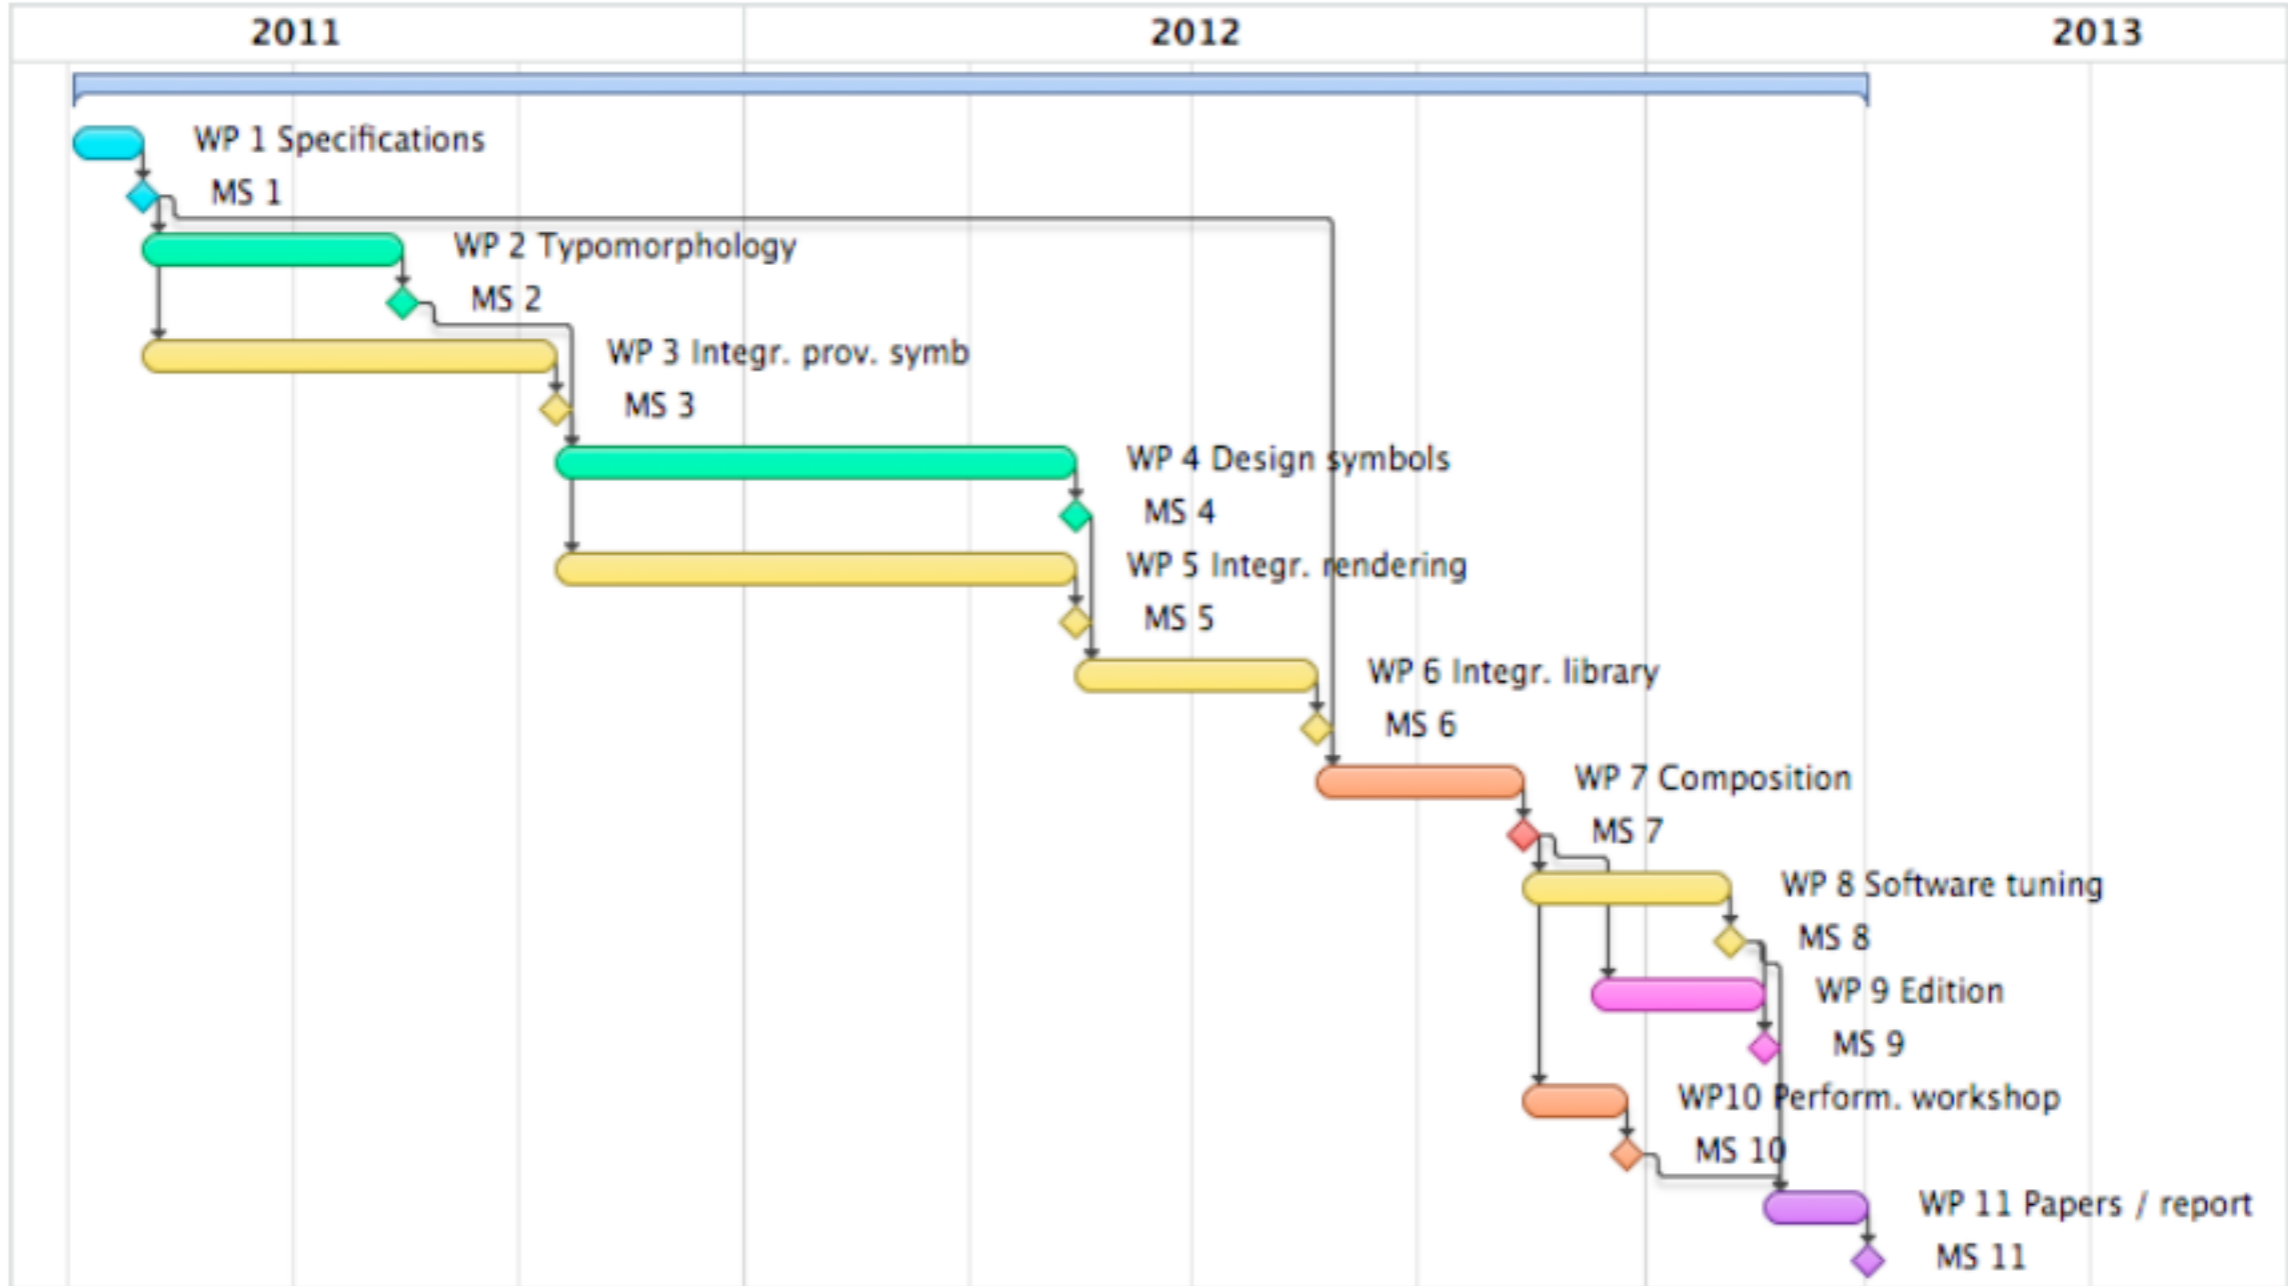 2011 2012 2013
WP 1 Specifications
MS 1
WP 2 Typomorphology
MS 2
WP 3 Integr. prov. symb
MS 3
WP 4 Design symbols
MS 4
WP 5 Integr. rendering
MS 5
WP 6 Integr. library
MS 6
WP 7 Composition
MS 7
WP 8 Software tuning
MS 8
WP 9 Edition
MS 9
WP10 Perform. workshop
MS 10
WP 11 Papers / report
MS 11